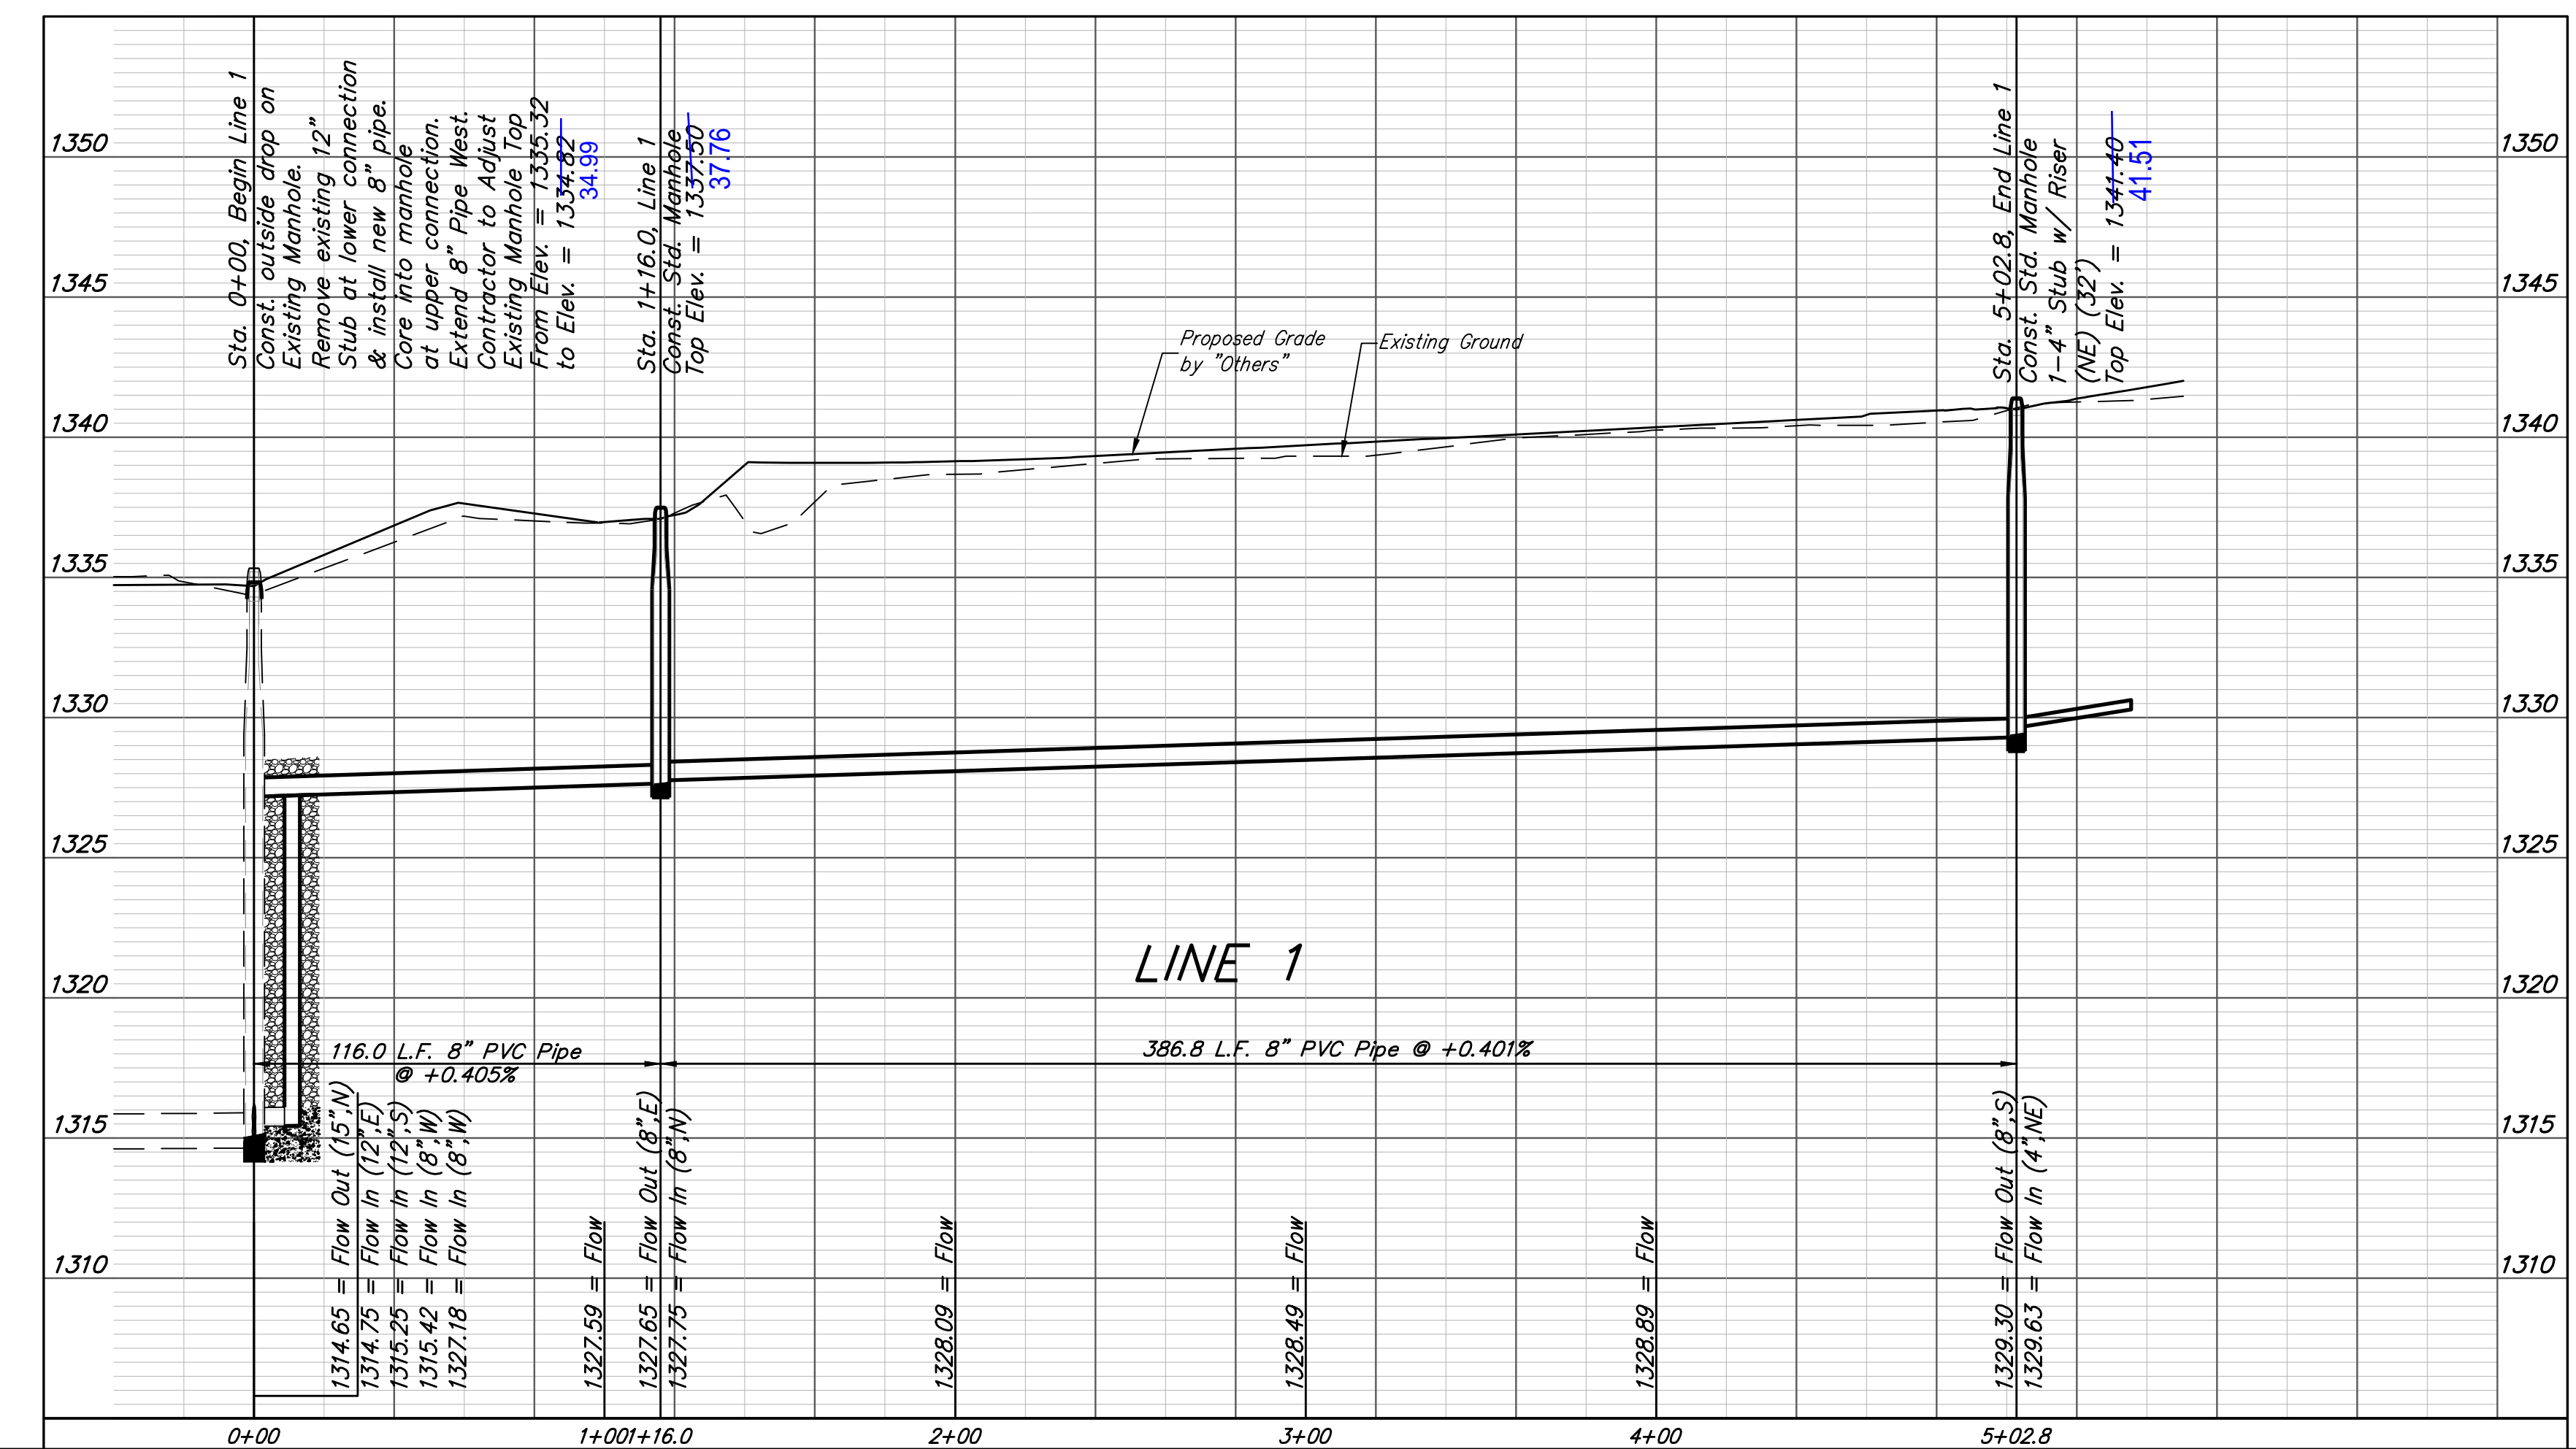 Sta. 0+00, Begin Line 1
Const. outside drop on
Existing Manhole.
Remove existing 12"
Stub at lower connection
& install new 8" pipe.
Core into manhole
at upper connection.
Extend 8" Pipe West.
Contractor to Adjust
Existing Manhole Top
From Elev. = 1335.32
to Elev. = 1334.82
34.99
Sta. 1+16.0, Line 1
Const. Std. Manhole
Top Elev. = 1337.50
37.76
Sta. 5+02.8, End Line 1
Const. Std. Manhole
1-4" Stub w/ Riser
(NE) (32')
Top Elev. = 1341.40
41.51
1350
1345
1340
1335
1330
1325
1320
1315
1310
1350
1345
1340
1335
1330
1325
1320
1315
1310
Proposed Grade
by "Others"
Existing Ground
LINE 1
116.0 L.F. 8" PVC Pipe
@ +0.405%
386.8 L.F. 8" PVC Pipe @ +0.401%
1314.65 = Flow Out (15",N)
1314.75 = Flow In (12",E)
1315.25 = Flow In (12",S)
1315.42 = Flow In (8",W)
1327.18 = Flow In (8",W)
1327.59 = Flow
1327.65 = Flow Out (8",E)
1327.75 = Flow In (8",N)
1328.09 = Flow
1328.49 = Flow
1328.89 = Flow
1329.30 = Flow Out (8",S)
1329.63 = Flow In (4",NE)
0+00
1+00
1+16.0
2+00
3+00
4+00
5+02.8